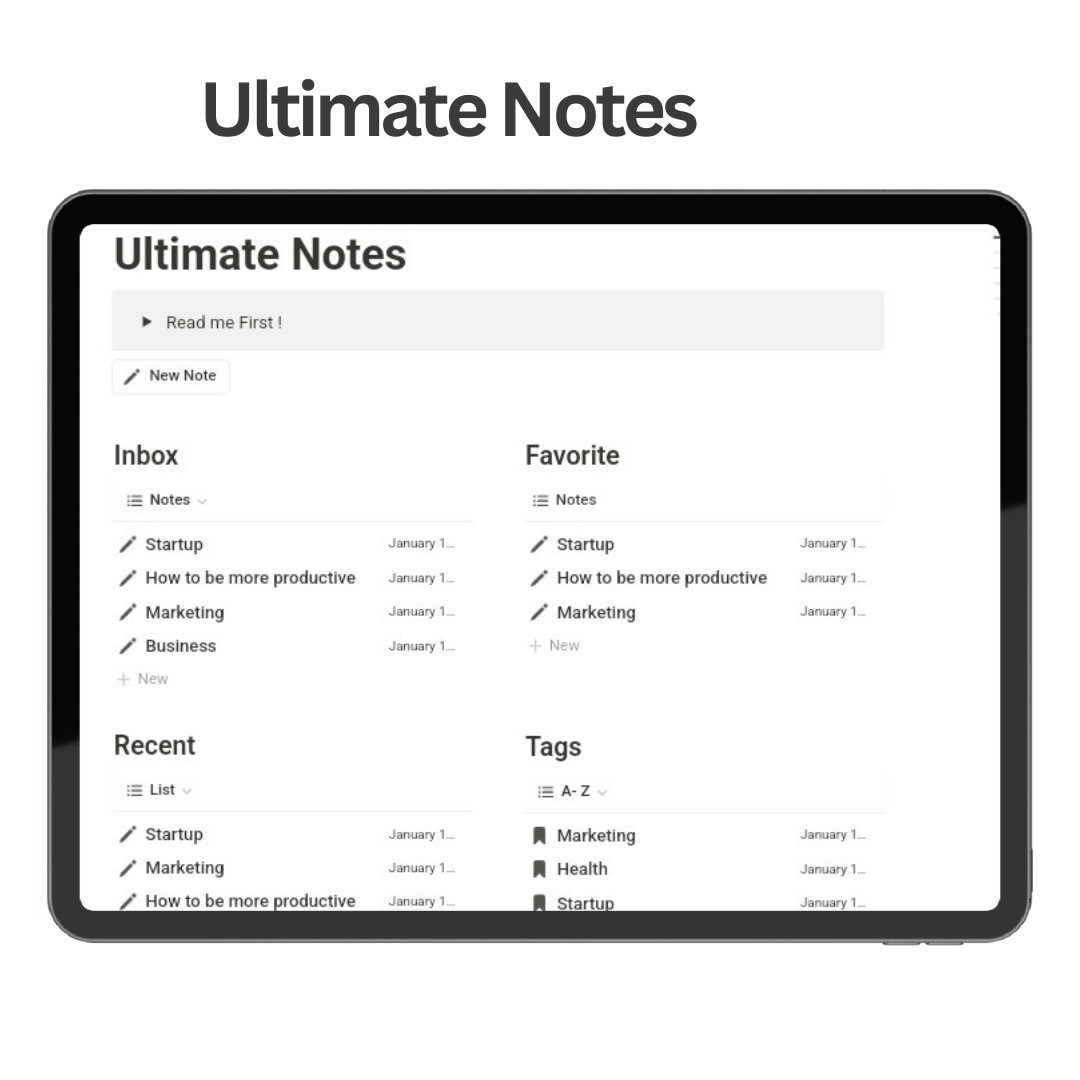 Ultimate Notes
Ultimate Notes
Read me First !
New Note
Inbox
Notes
Startup January 1...
How to be more productive January 1...
Marketing January 1...
Business January 1...
New
Favorite
Notes
Startup January 1...
How to be more productive January 1...
Marketing January 1...
New
Recent
List
Startup January 1...
Marketing January 1...
How to be more productive January 1...
Tags
A- Z
Marketing January 1...
Health January 1...
Startup January 1...